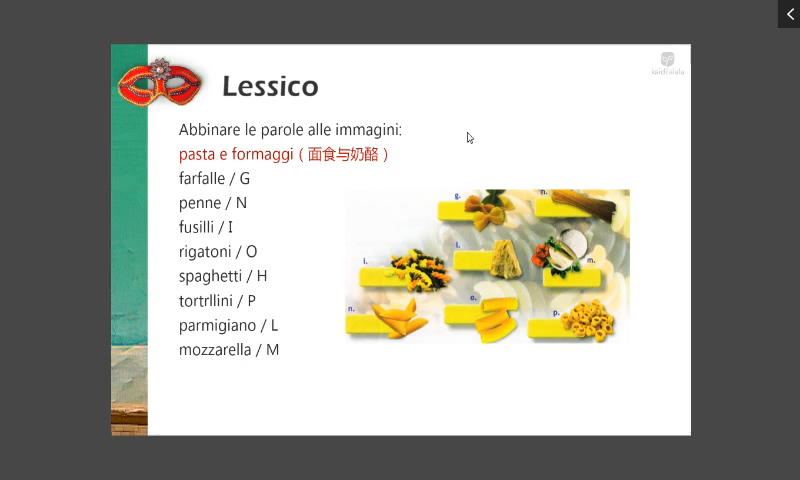 Lessico
Abbinare le parole alle immagini:
pasta e formaggi ( 面食与奶酪 )
farfalle / G
penne / N
fusilli / I
rigatoni / O
spaghetti / H
tortrllini / P
parmigiano / L
mozzarella / M
g.
h.
i.
l.
m.
n.
o.
p.